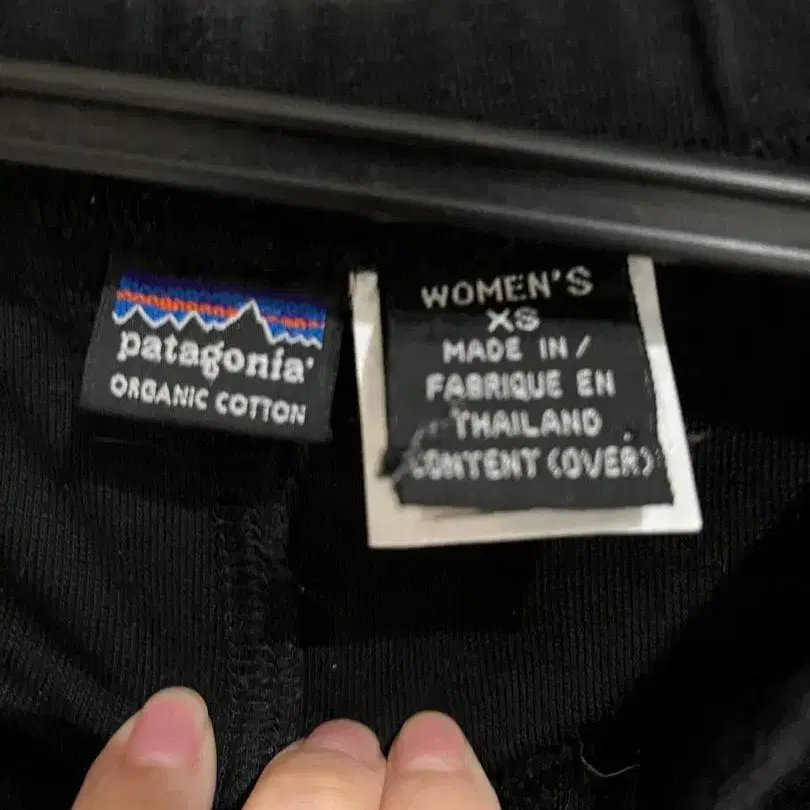 patagonia®
ORGANIC COTTON
WOMEN'S
XS
MADE IN/
FABRIQUE EN
THAILAND
CONTENT (OVER)